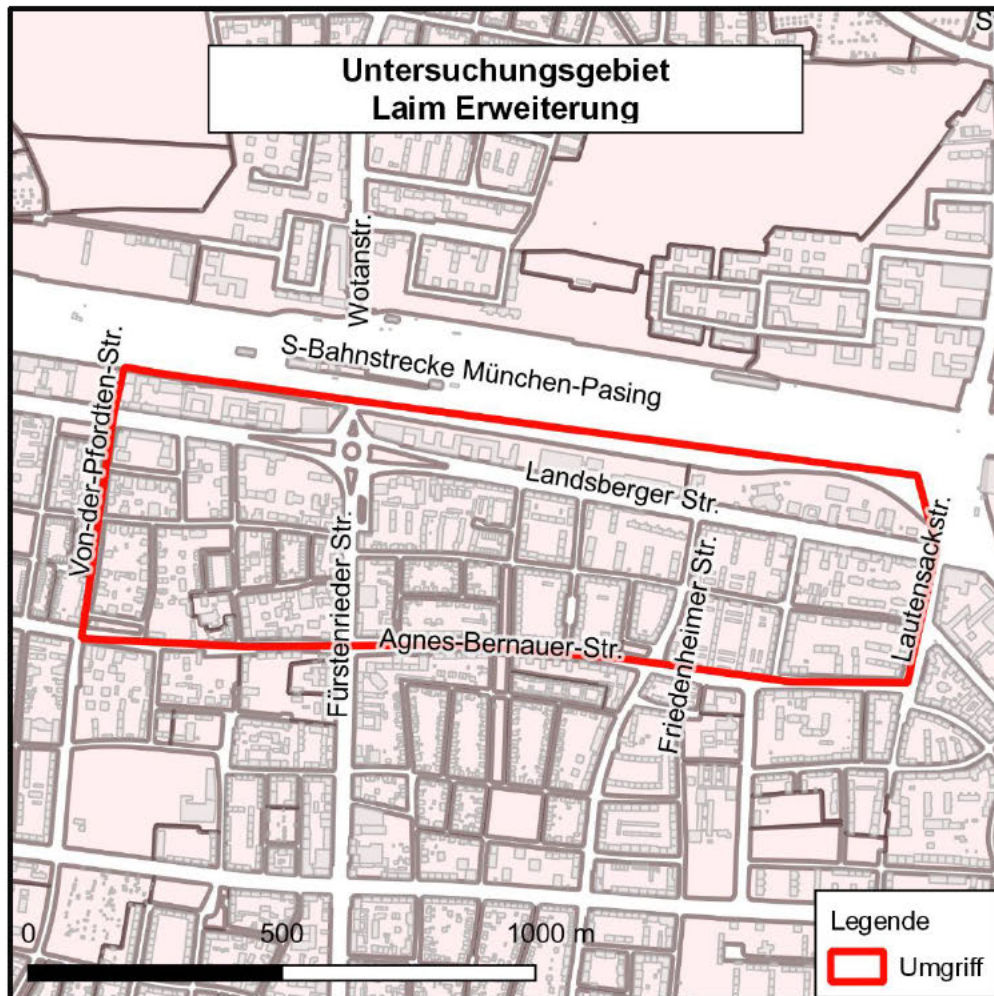 Untersuchungsgebiet
Laim Erweiterung
S
Wotanstr.
S-Bahnstrecke München-Pasing
Von-der-Pfordten-Str.
Landsberger Str.
Fürstenrieder Str.
Friedenheimer Str.
Lautensackstr.
Agnes-Bernauer-Str.
0 500 1000 m
Legende
Umgriff